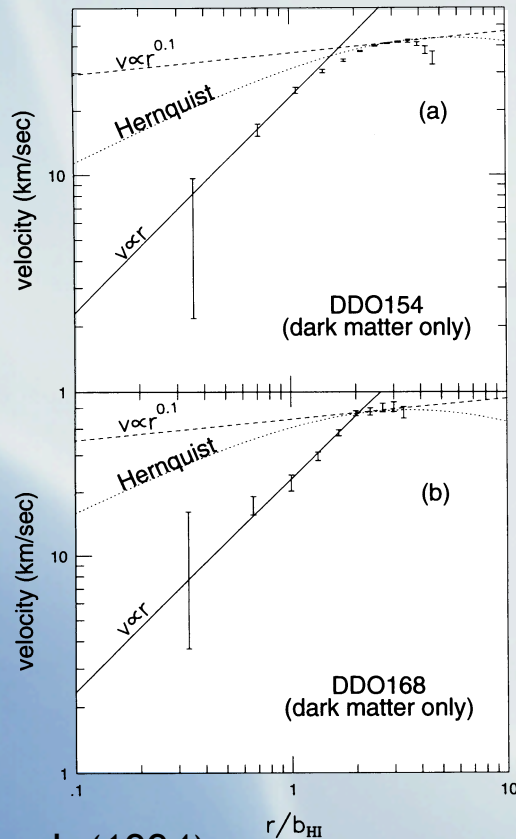 v∝r^0.1
Hernquist
(a)
velocity (km/sec)
10
v∝r
DDO154
(dark matter only)
1
v∝r^0.1
Hernquist
(b)
velocity (km/sec)
10
v∝r
DDO168
(dark matter only)
1
.1 1 10
r/b_HI